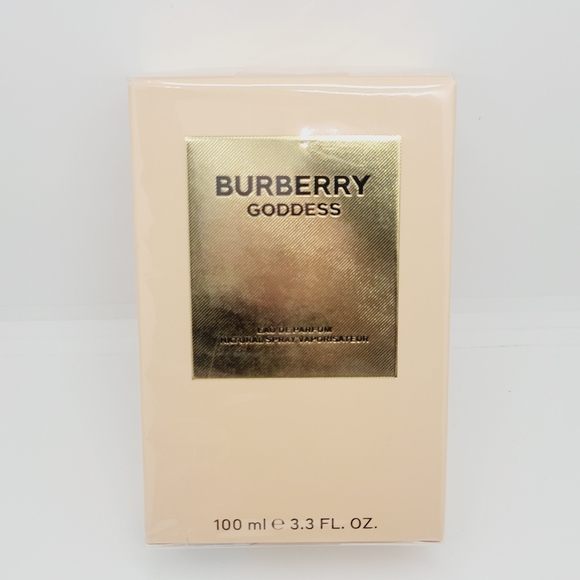 BURBERRY
GODDESS
EAU DE PARFUM
NATURAL SPRAY VAPORISATEUR
100 ml ℮ 3.3 FL. OZ.